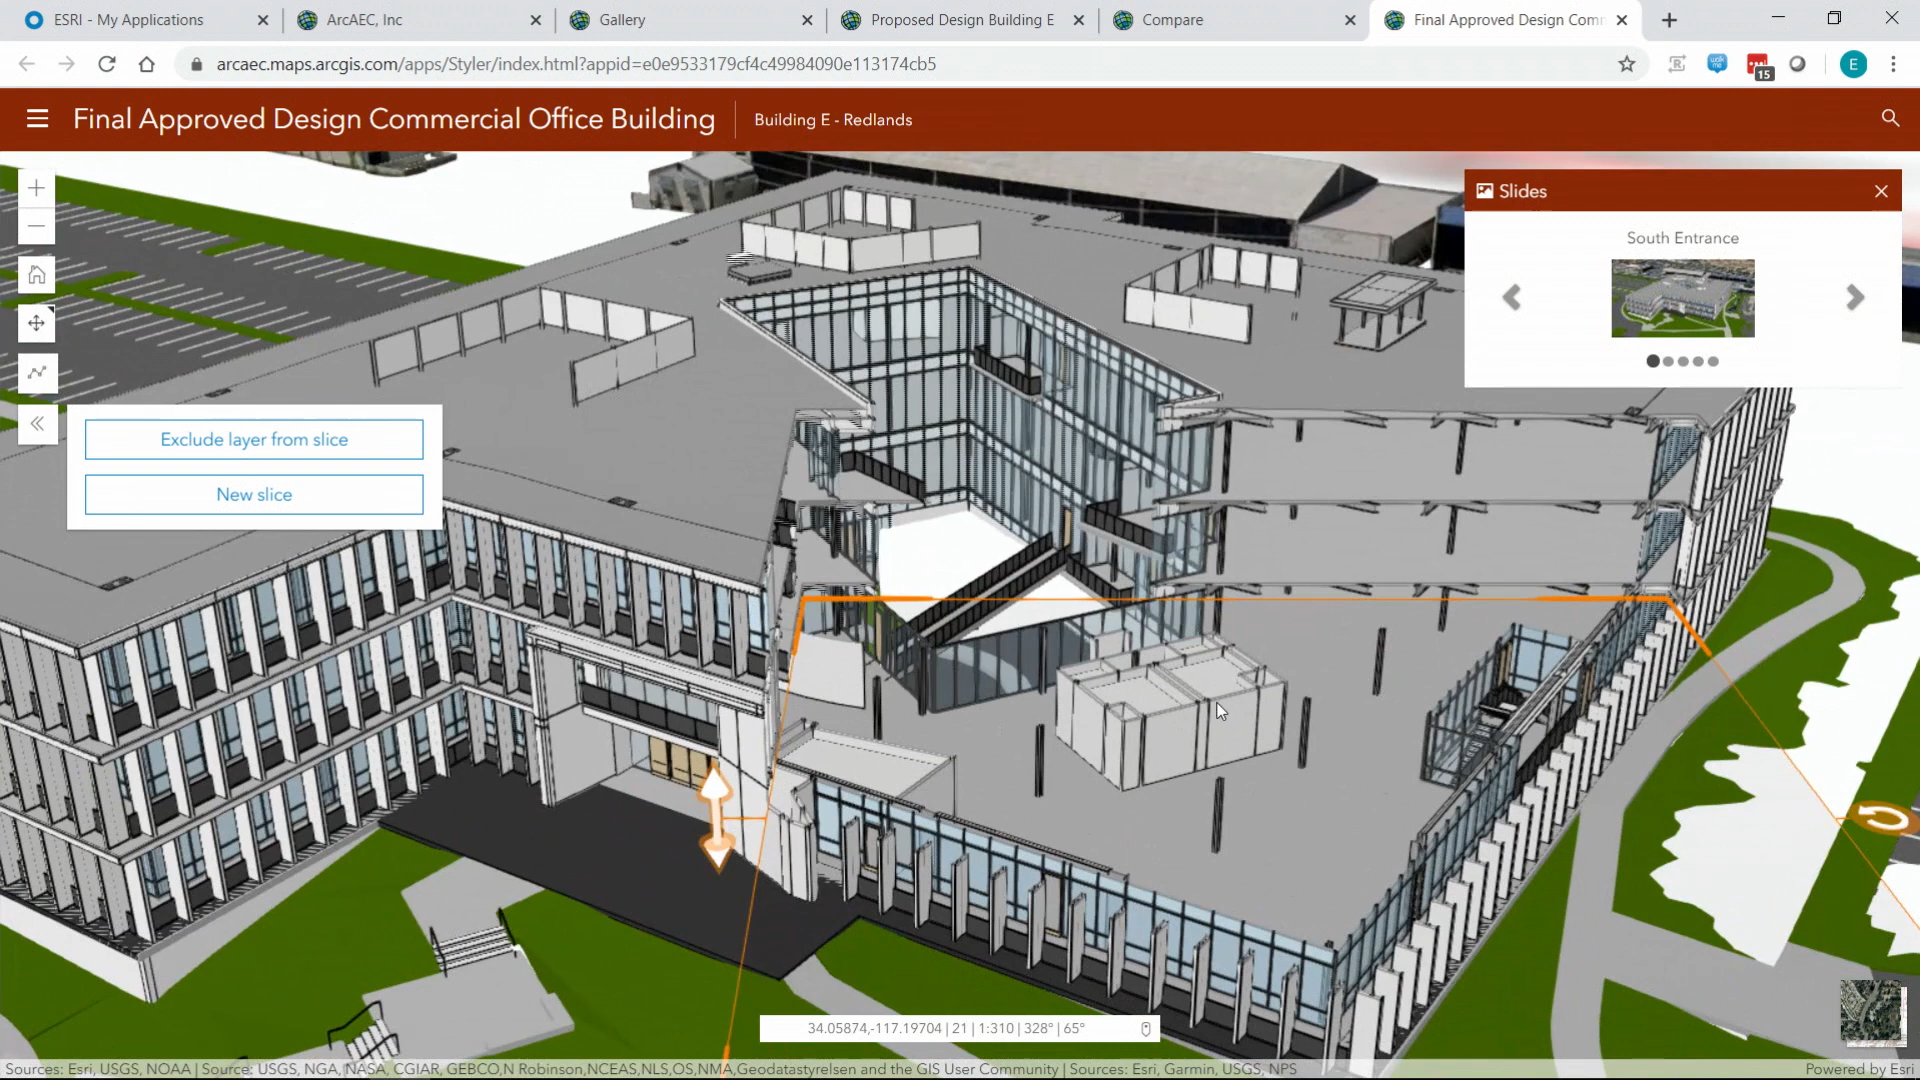 ESRI - My Applications
ArcAEC, Inc
Gallery
Proposed Design Building E
Compare
Final Approved Design Com
arcaec.maps.arcgis.com/apps/Styler/index.html?appid=e0e9533179cf4c49984090e113174cb5
15
E
Final Approved Design Commercial Office Building
Building E - Redlands
Slides
South Entrance
Exclude layer from slice
New slice
34.05874,-117.19704 | 21 | 1:310 | 328° | 65°
Sources: Esri, USGS, NOAA | Source: USGS, NGA, NASA, CGIAR, GEBCO,N Robinson,NCEAS,NLS,OS,NMA,Geodatastyrelsen and the GIS User Community | Sources: Esri, Garmin, USGS, NPS
Powered by Esri